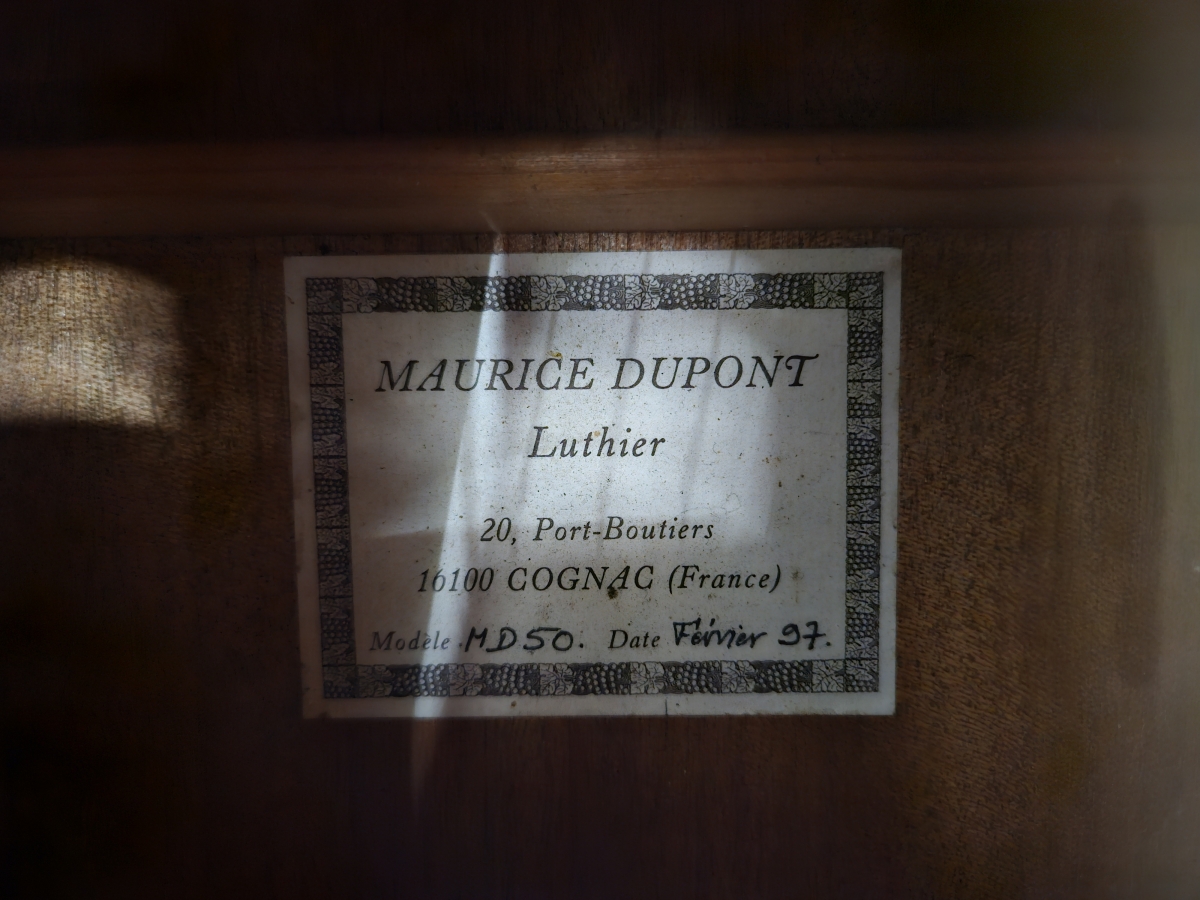 MAURICE DUPONT
Luthier
20, Port-Boutiers
16100 COGNAC (France)
Modèle MD50. Date Février 97.